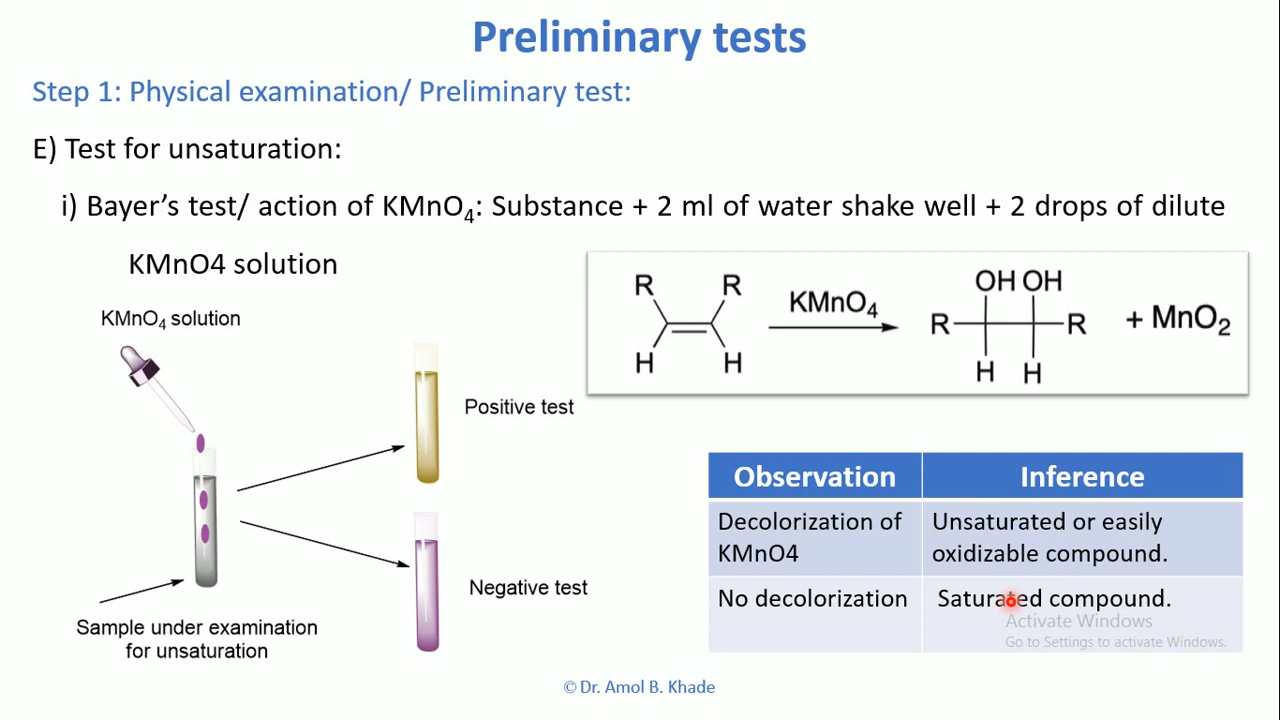 Preliminary tests
Step 1: Physical examination/ Preliminary test:
E) Test for unsaturation:
i) Bayer’s test/ action of KMnO₄: Substance + 2 ml of water shake well + 2 drops of dilute
KMnO4 solution
KMnO₄ solution
Positive test
Negative test
Sample under examination
for unsaturation
R R
H H
KMnO₄
OH OH
R R
H H
+ MnO₂
Observation Inference
Decolorization of KMnO4 Unsaturated or easily oxidizable compound.
No decolorization Saturated compound.
Activate Windows
Go to Settings to activate Windows.
© Dr. Amol B. Khade